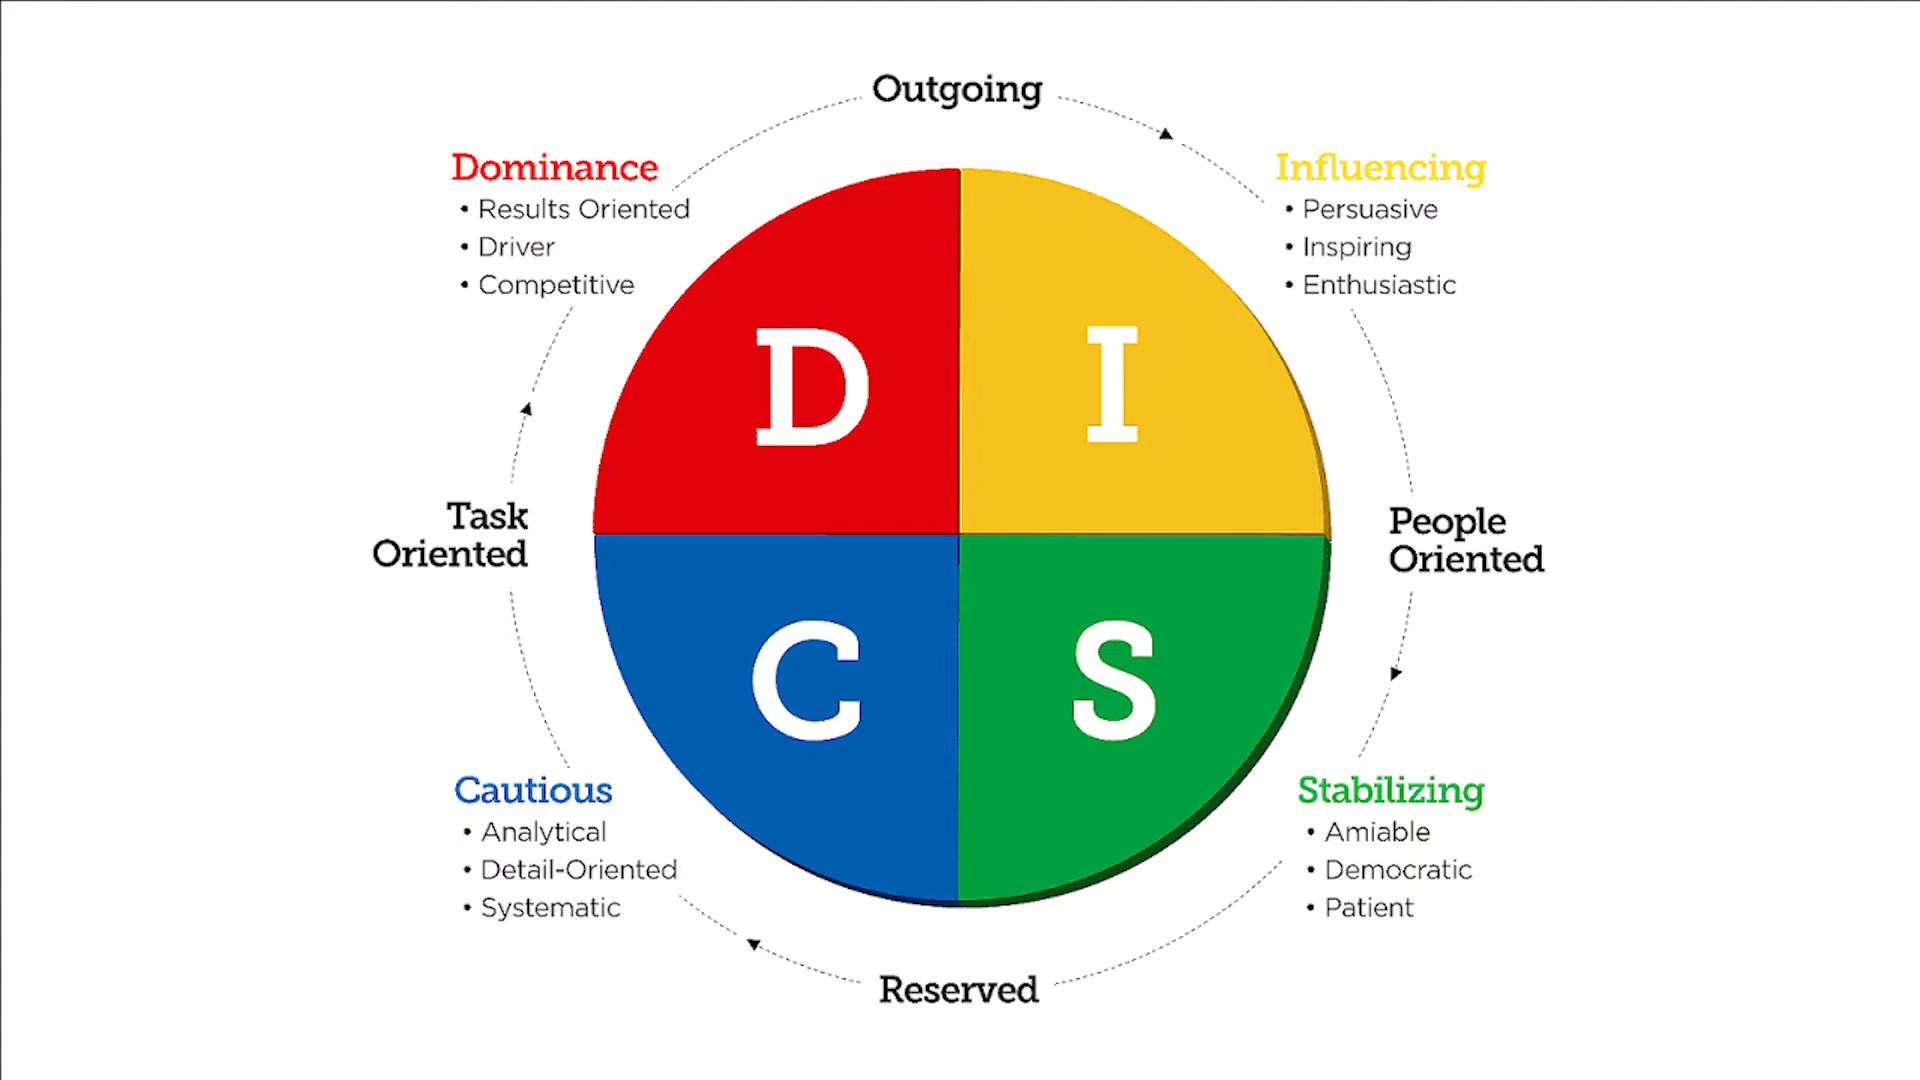 Outgoing
Dominance
• Results Oriented
• Driver
• Competitive
Influencing
• Persuasive
• Inspiring
• Enthusiastic
D
I
Task
Oriented
People
Oriented
C
S
Cautious
• Analytical
• Detail-Oriented
• Systematic
Stabilizing
• Amiable
• Democratic
• Patient
Reserved